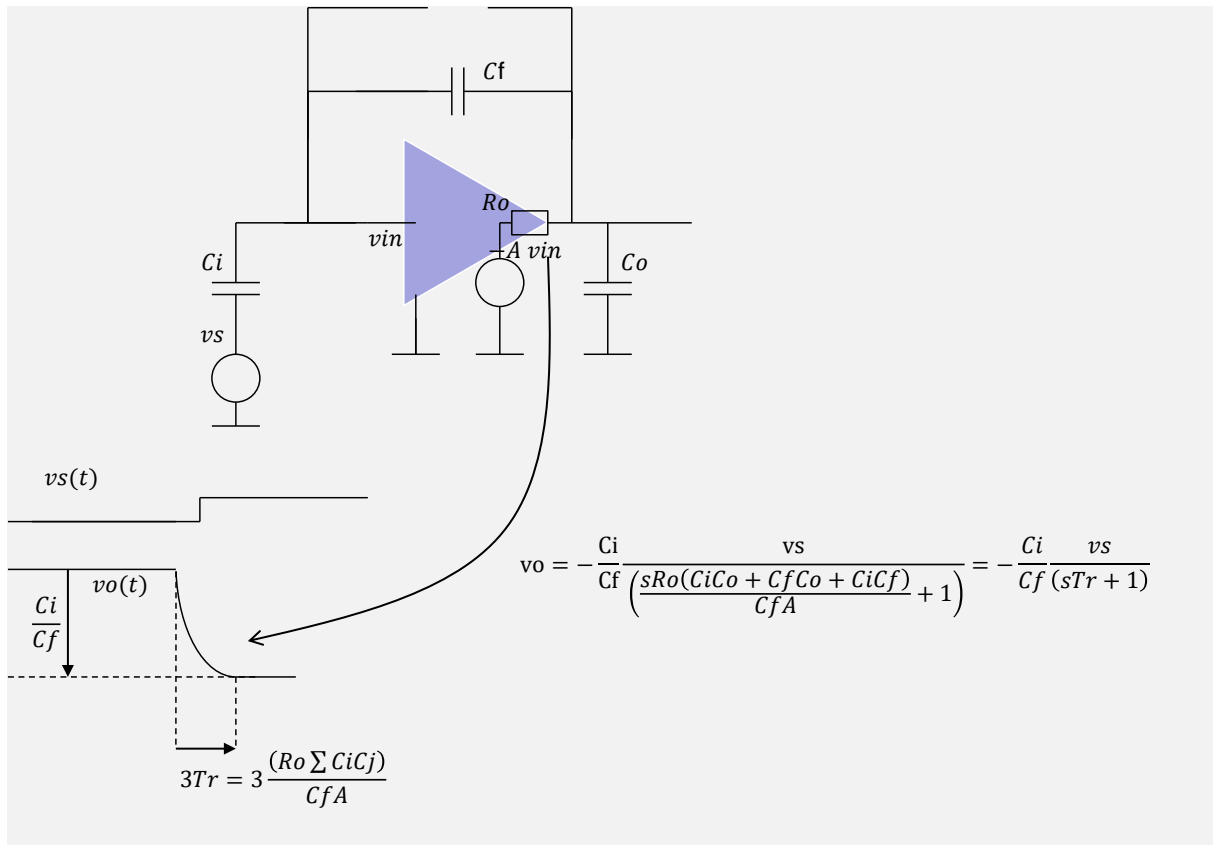 Cf
Ro
vin
−A vin
Ci
Co
vs
vs(t)
vo = − Ci/Cf vs/(sRo(CiCo + CfCo + CiCf)/CfA + 1) = − Ci/Cf vs/(sTr + 1)
vo(t)
Ci/Cf
3Tr = 3 (Ro ∑ CiCj)/CfA